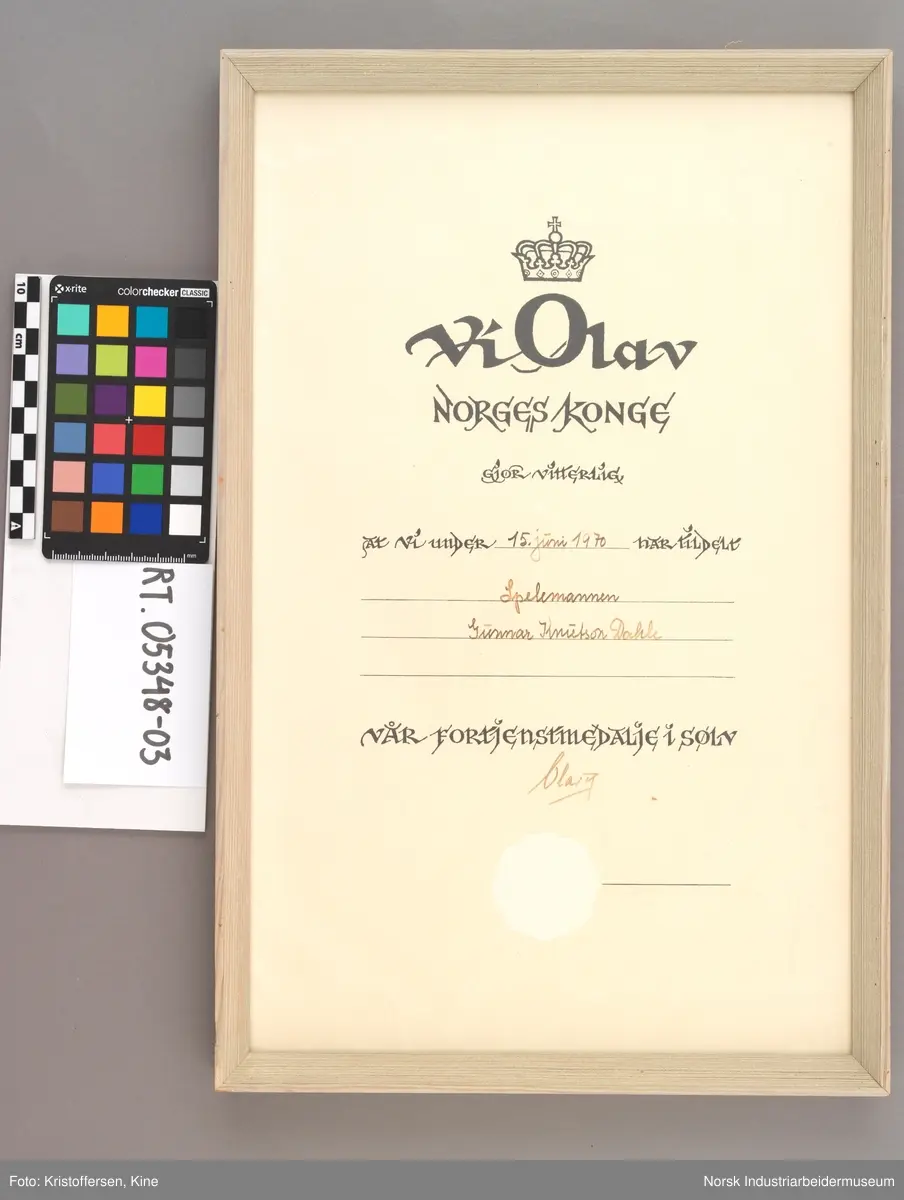 Vi Olav
NORGES KONGE
gjør vitterlig
at vi under 15. juni 1970 har tildelt
Spelemannen
Gunnar Knutson Dahle
vår fortjenstmedalje i sølv
Olav R
10
cm
A
x-rite
colorchecker CLASSIC
mm
RT. 05348-03
Foto: Kristoffersen, Kine
Norsk Industriarbeidermuseum